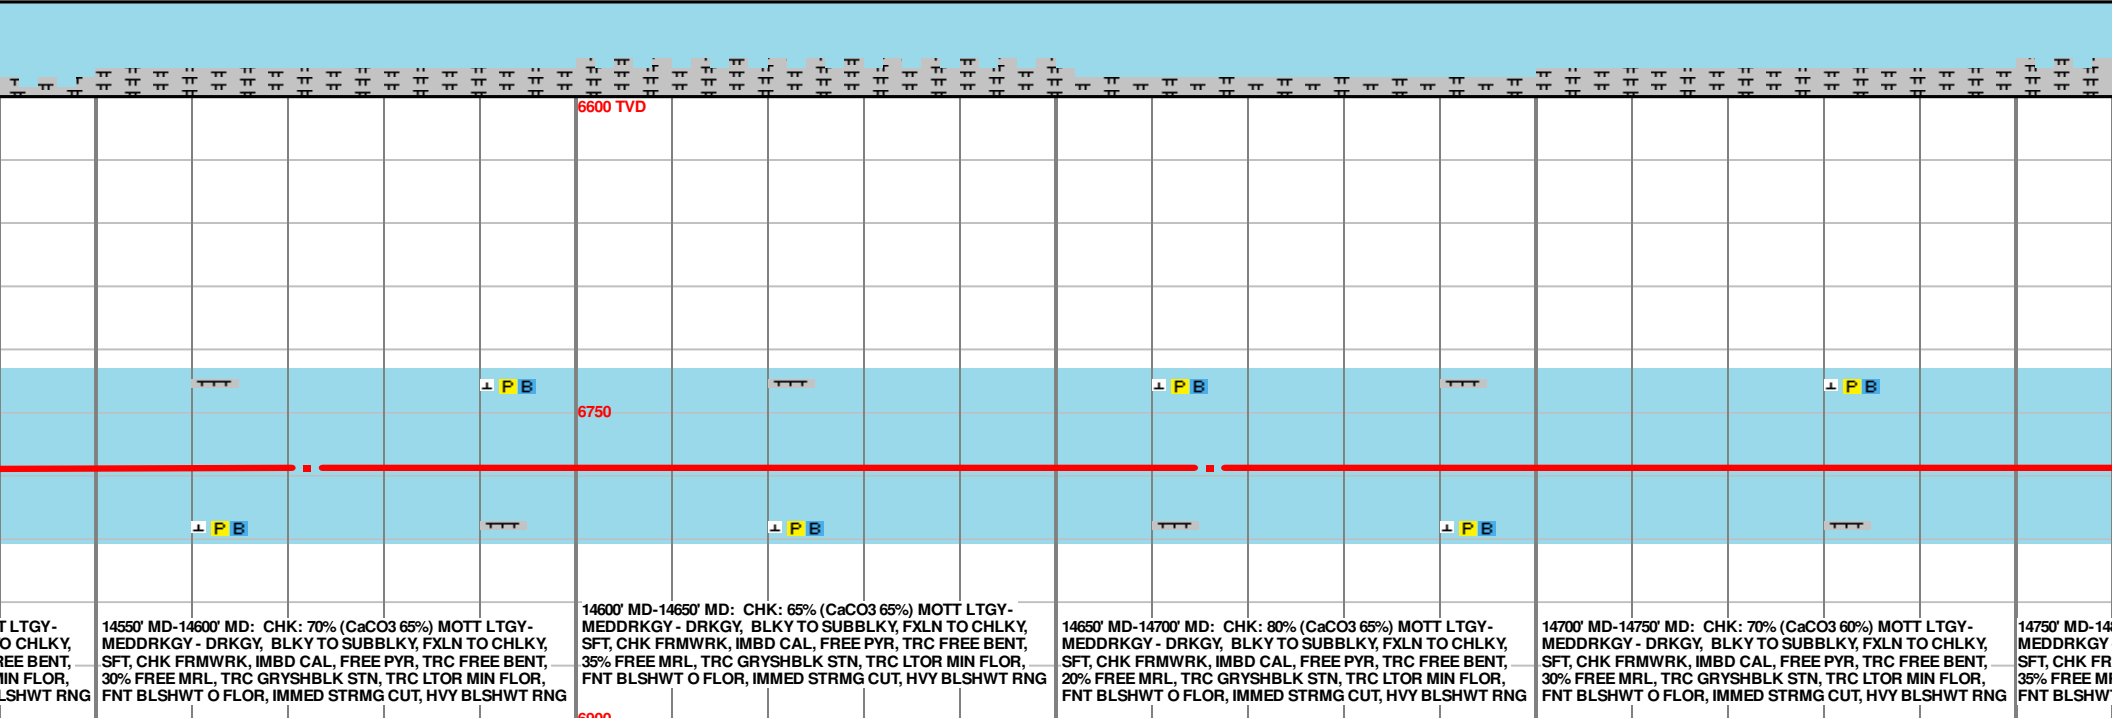 6600 TVD
⊥ P B
⊥ P B
⊥ P B
6750
⊥ P B
⊥ P B
⊥ P B
T LTGY-
O CHLKY,
REE BENT,
MIN FLOR,
LSHWT RNG
14550' MD-14600' MD: CHK: 70% (CaCO3 65%) MOTT LTGY-
MEDDRKGY - DRKGY, BLKY TO SUBBLKY, FXLN TO CHLKY,
SFT, CHK FRMWRK, IMBD CAL, FREE PYR, TRC FREE BENT,
30% FREE MRL, TRC GRYSHBLK STN, TRC LTOR MIN FLOR,
FNT BLSHWT O FLOR, IMMED STRMG CUT, HVY BLSHWT RNG
14600' MD-14650' MD: CHK: 65% (CaCO3 65%) MOTT LTGY-
MEDDRKGY - DRKGY, BLKY TO SUBBLKY, FXLN TO CHLKY,
SFT, CHK FRMWRK, IMBD CAL, FREE PYR, TRC FREE BENT,
35% FREE MRL, TRC GRYSHBLK STN, TRC LTOR MIN FLOR,
FNT BLSHWT O FLOR, IMMED STRMG CUT, HVY BLSHWT RNG
14650' MD-14700' MD: CHK: 80% (CaCO3 65%) MOTT LTGY-
MEDDRKGY - DRKGY, BLKY TO SUBBLKY, FXLN TO CHLKY,
SFT, CHK FRMWRK, IMBD CAL, FREE PYR, TRC FREE BENT,
20% FREE MRL, TRC GRYSHBLK STN, TRC LTOR MIN FLOR,
FNT BLSHWT O FLOR, IMMED STRMG CUT, HVY BLSHWT RNG
14700' MD-14750' MD: CHK: 70% (CaCO3 60%) MOTT LTGY-
MEDDRKGY - DRKGY, BLKY TO SUBBLKY, FXLN TO CHLKY,
SFT, CHK FRMWRK, IMBD CAL, FREE PYR, TRC FREE BENT,
30% FREE MRL, TRC GRYSHBLK STN, TRC LTOR MIN FLOR,
FNT BLSHWT O FLOR, IMMED STRMG CUT, HVY BLSHWT RNG
14750' MD-148
MEDDRKGY
SFT, CHK FR
35% FREE M
FNT BLSHWT